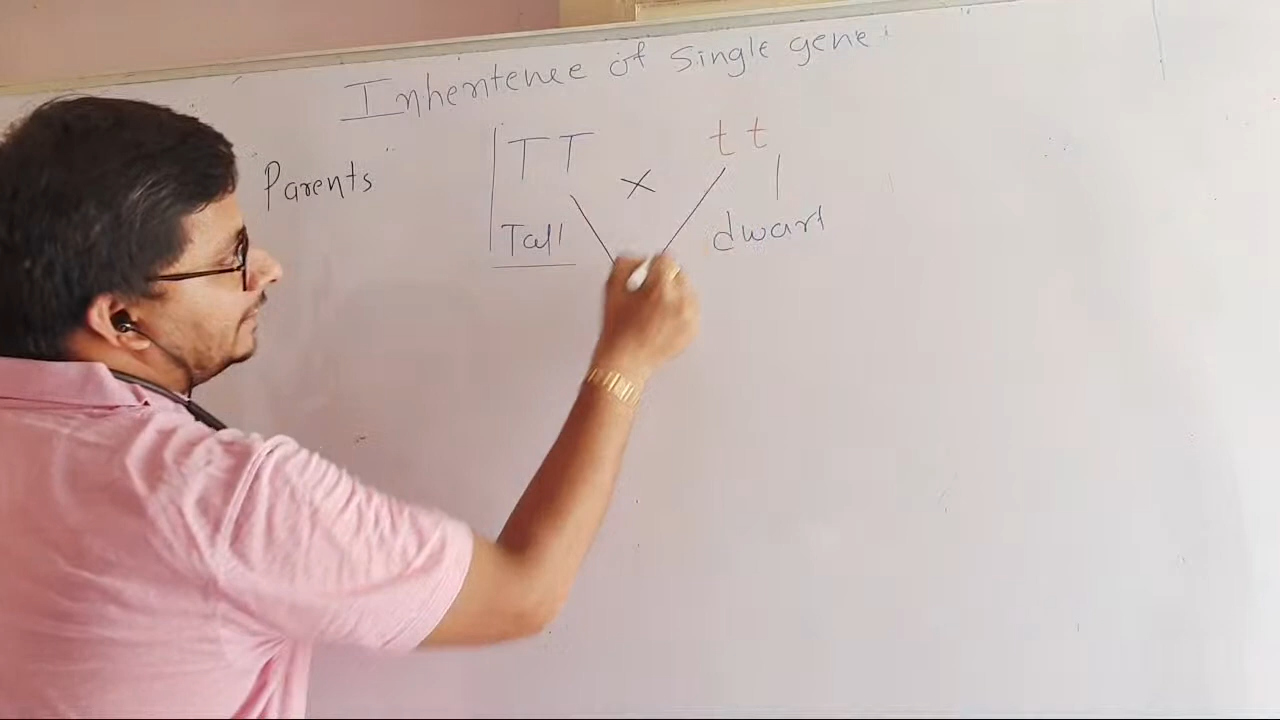 Inheritence of single gene
Parents TT × tt
Tall dwarf